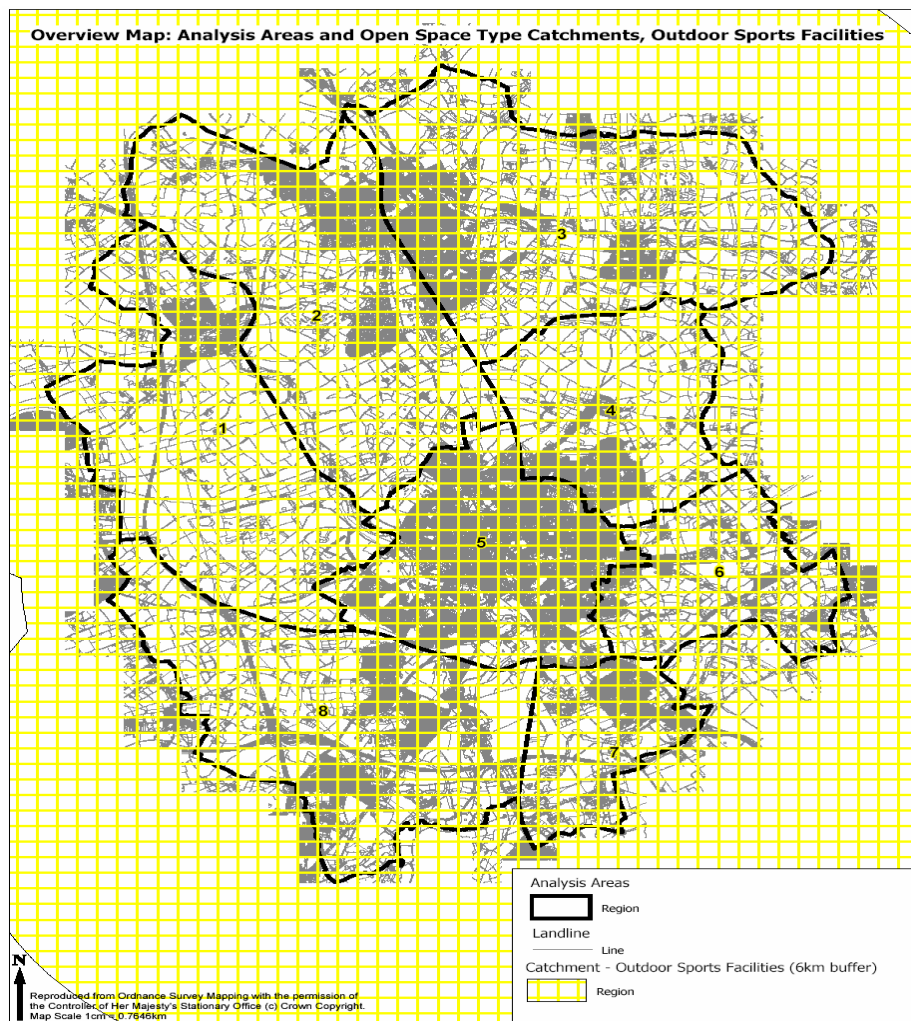 Overview Map: Analysis Areas and Open Space Type Catchments, Outdoor Sports Facilities
3
2
4
1
5
6
8
7
Analysis Areas
Region
Landline
Line
Catchment - Outdoor Sports Facilities (6km buffer)
Region
N
Reproduced from Ordnance Survey Mapping with the permission of
the Controller of Her Majesty's Stationary Office (c) Crown Copyright.
Map Scale 1cm = 0.7646km